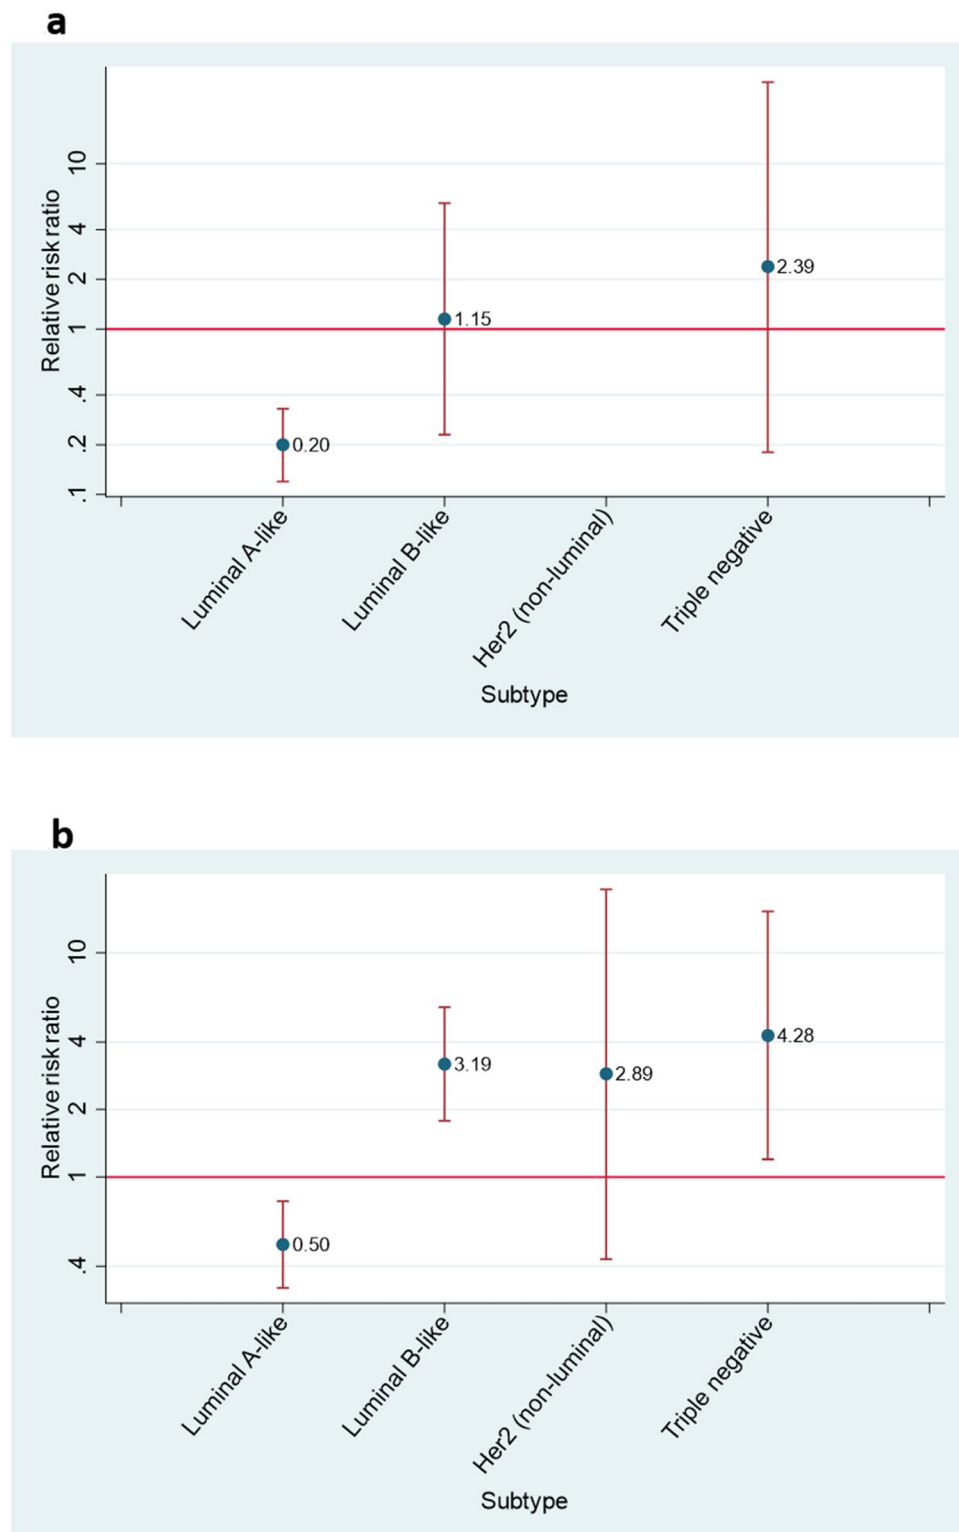 a
Relative risk ratio
10
4
2
1
.4
.2
.1
2.39
1.15
0.20
Luminal A-like
Luminal B-like
Her2 (non-luminal)
Triple negative
Subtype
b
Relative risk ratio
10
4
2
1
.4
4.28
3.19
2.89
0.50
Luminal A-like
Luminal B-like
Her2 (non-luminal)
Triple negative
Subtype